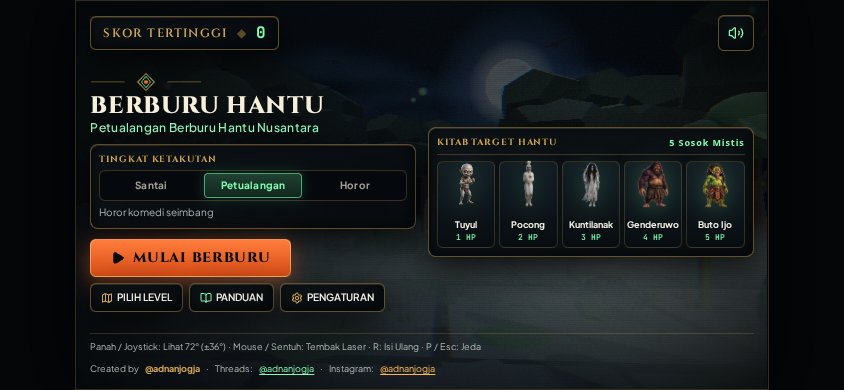 SKOR TERTINGGI ◆ 0
BERBURU HANTU
Petualangan Berburu Hantu Nusantara
TINGKAT KETAKUTAN
Santai
Petualangan
Horor
Horor komedi seimbang
MULAI BERBURU
PILIH LEVEL
PANDUAN
PENGATURAN
KITAB TARGET HANTU
5 Sosok Mistis
Tuyul
1 HP
Pocong
2 HP
Kuntilanak
3 HP
Genderuwo
4 HP
Buto Ijo
5 HP
Panah / Joystick: Lihat 72° (±36°) · Mouse / Sentuh: Tembak Laser · R: Isi Ulang · P / Esc: Jeda
Created by @adnanjogja · Threads: @adnanjogja · Instagram: @adnanjogja